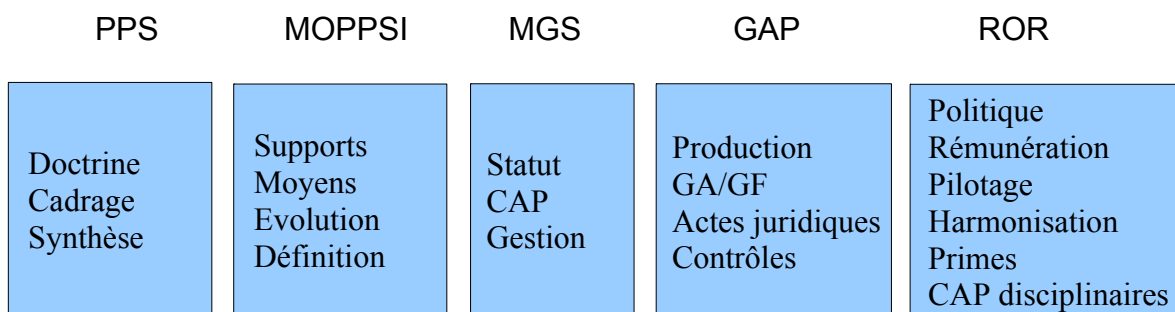 PPS MOPPSI MGS GAP ROR
Doctrine
Cadrage
Synthèse
Supports
Moyens
Evolution
Définition
Statut
CAP
Gestion
Production
GA/GF
Actes juridiques
Contrôles
Politique
Rémunération
Pilotage
Harmonisation
Primes
CAP disciplinaires